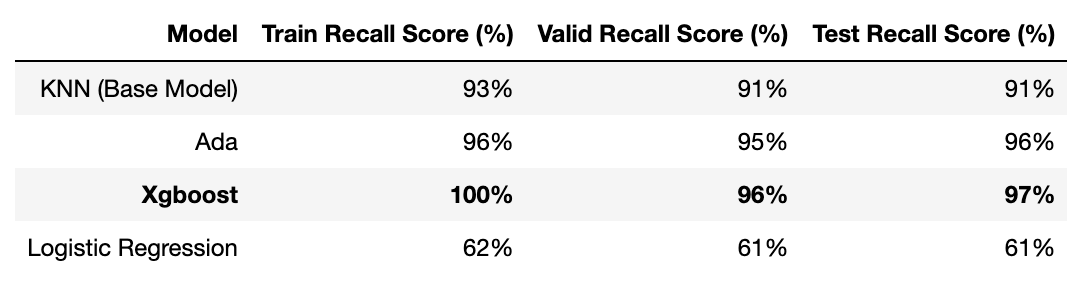 Model Train Recall Score (%) Valid Recall Score (%) Test Recall Score (%)
KNN (Base Model) 93% 91% 91%
Ada 96% 95% 96%
Xgboost 100% 96% 97%
Logistic Regression 62% 61% 61%